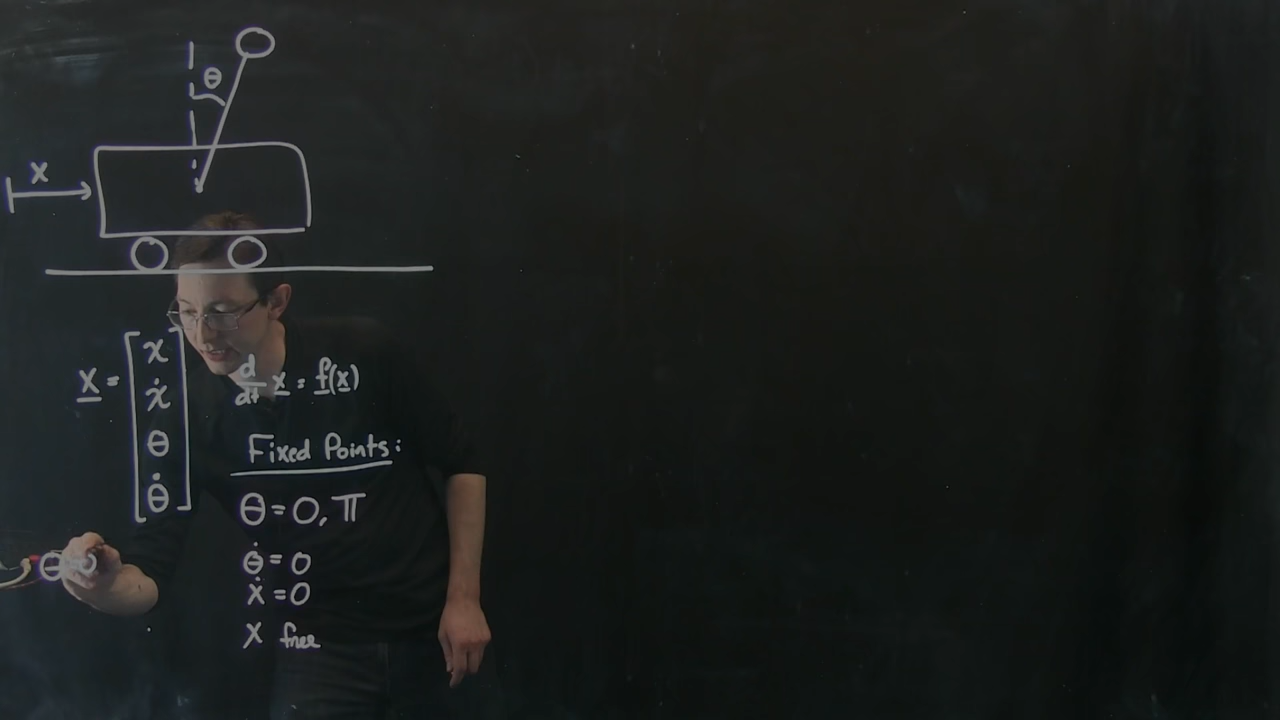 θ
x
x = [x ẋ θ θ̇]
d/dt x = f(x)
Fixed Points:
θ = 0, π
θ̇ = 0
ẋ = 0
x free